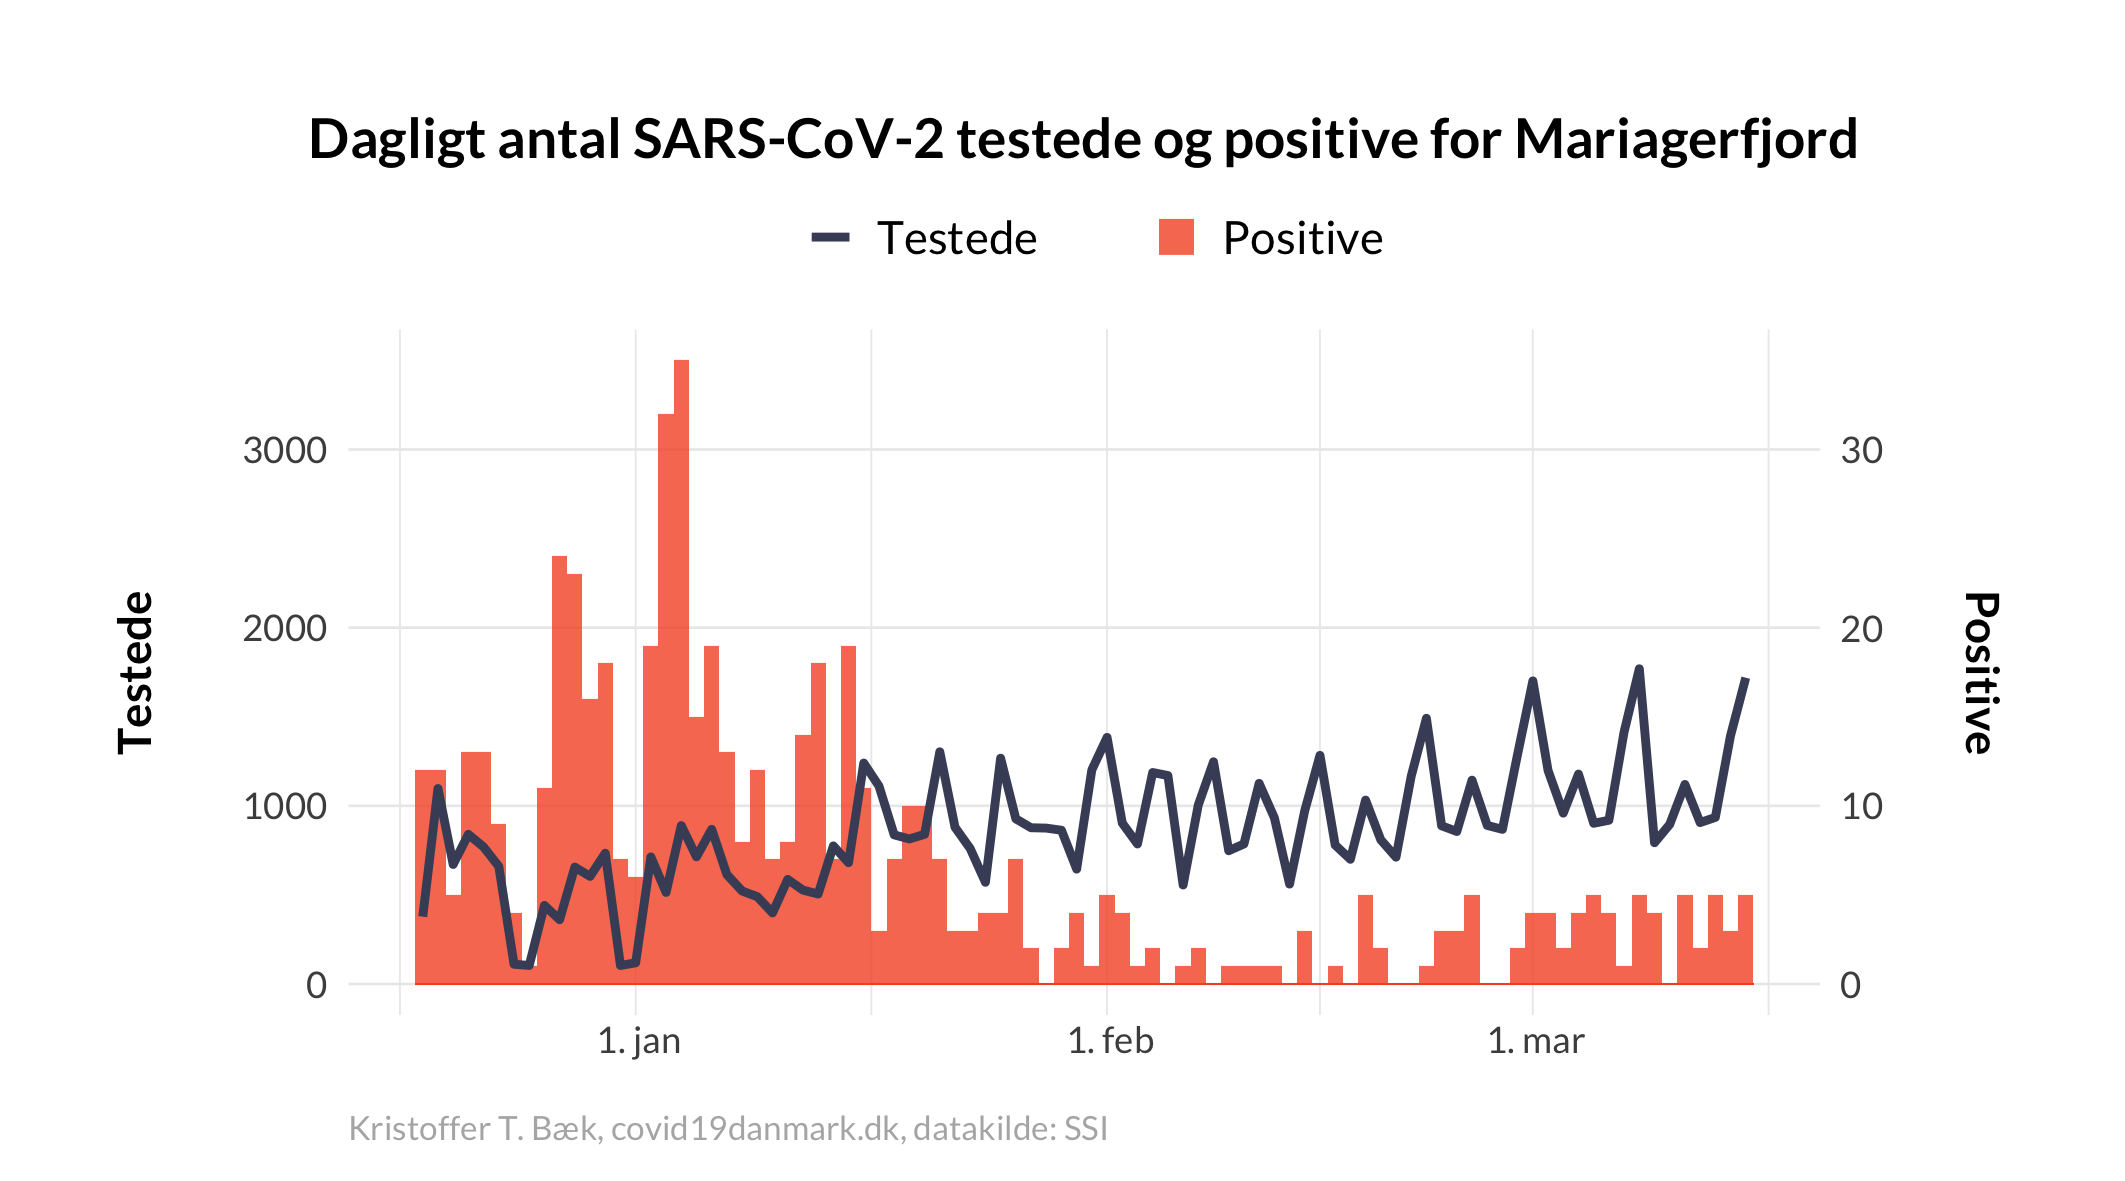 Dagligt antal SARS-CoV-2 testede og positive for Mariagerfjord
Testede
Positive
3000
2000
1000
0
30
20
10
0
Testede
Positive
1. jan
1. feb
1. mar
Kristoffer T. Bæk, covid19danmark.dk, datakilde: SSI